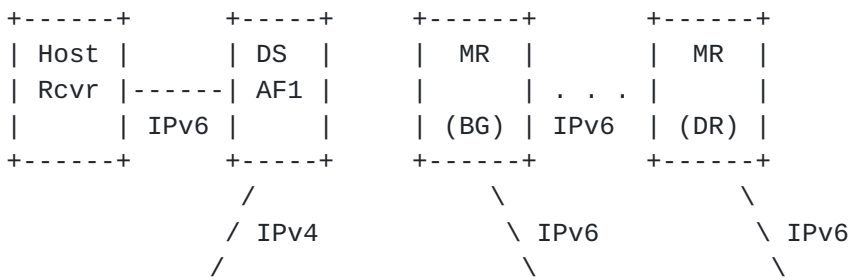 +------+      +-----+      +------+       +------+
| Host |      | DS  |      |  MR  |       |  MR  |
| Rcvr |------| AF1 |      |      | . . . |      |
|      | IPv6 |     |      | (BG) | IPv6  | (DR) |
+------+      +-----+      +------+       +------+
               /                \                \
              / IPv4             \ IPv6           \ IPv6
             /                    \                \